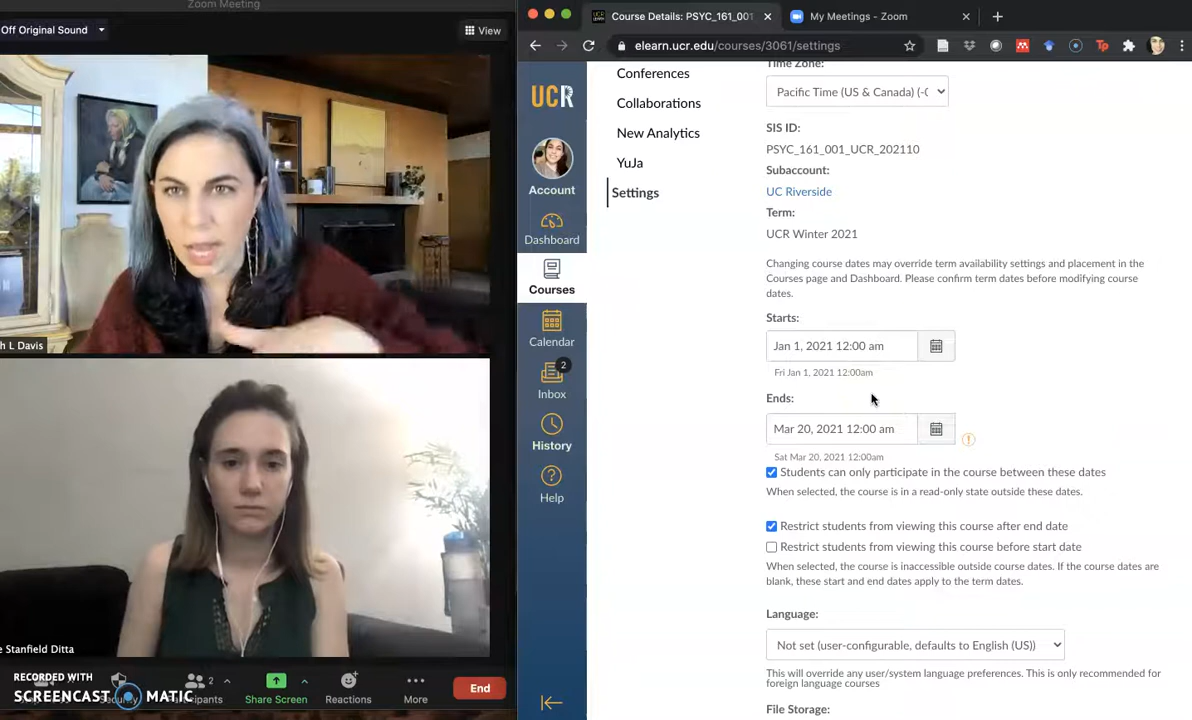 Zoom Meeting
Off Original Sound
View
h L Davis
Stanfield Ditta
RECORDED WITH
SCREENCAST MATIC
Security
2
Participants
Share Screen
Reactions
More
End
Course Details: PSYC_161_001
My Meetings - Zoom
elearn.ucr.edu/courses/3061/settings
UCR
Account
Dashboard
Courses
Calendar
2
Inbox
History
Help
Conferences
Collaborations
New Analytics
YuJa
Settings
Time Zone:
Pacific Time (US & Canada) (-0
SIS ID:
PSYC_161_001_UCR_202110
Subaccount:
UC Riverside
Term:
UCR Winter 2021
Changing course dates may override term availability settings and placement in the
Courses page and Dashboard. Please confirm term dates before modifying course
dates.
Starts:
Jan 1, 2021 12:00 am
Fri Jan 1, 2021 12:00am
Ends:
Mar 20, 2021 12:00 am
Sat Mar 20, 2021 12:00am
Students can only participate in the course between these dates
When selected, the course is in a read-only state outside these dates.
Restrict students from viewing this course after end date
Restrict students from viewing this course before start date
When selected, the course is inaccessible outside course dates. If the course dates are
blank, these start and end dates apply to the term dates.
Language:
Not set (user-configurable, defaults to English (US))
This will override any user/system language preferences. This is only recommended for
foreign language courses
File Storage: